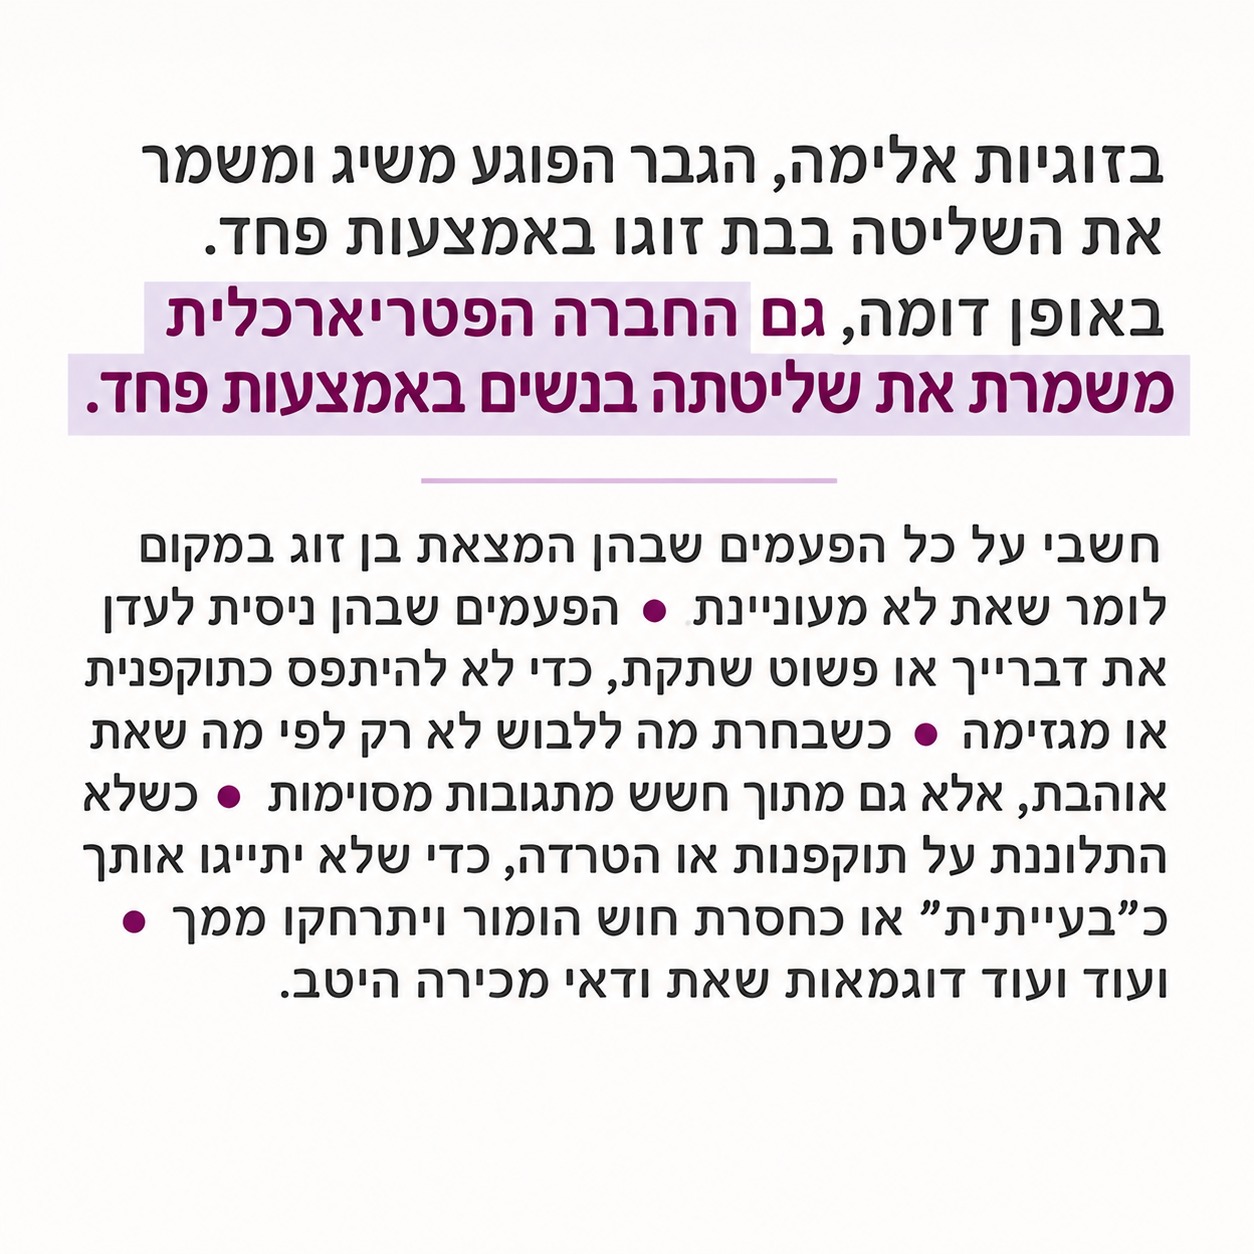 בזוגיות אלימה, הגבר הפוגע משיג ומשמר
את השליטה בבת זוגו באמצעות פחד.
באופן דומה, גם החברה הפטריארכלית
משמרת את שליטתה בנשים באמצעות פחד.
חשבי על כל הפעמים שבהן המצאת בן זוג במקום
לומר שאת לא מעוניינת ● הפעמים שבהן ניסית לעדן
את דברייך או פשוט שתקת, כדי לא להיתפס כתוקפנית
או מגזימה ● כשבחרת מה ללבוש לא רק לפי מה שאת
אוהבת, אלא גם מתוך חשש מתגובות מסוימות ● כשלא
התלוננת על תוקפנות או הטרדה, כדי שלא יתייגו אותך
כ”בעייתית” או כחסרת חוש הומור ויתרחקו ממך ●
ועוד ועוד דוגמאות שאת ודאי מכירה היטב.